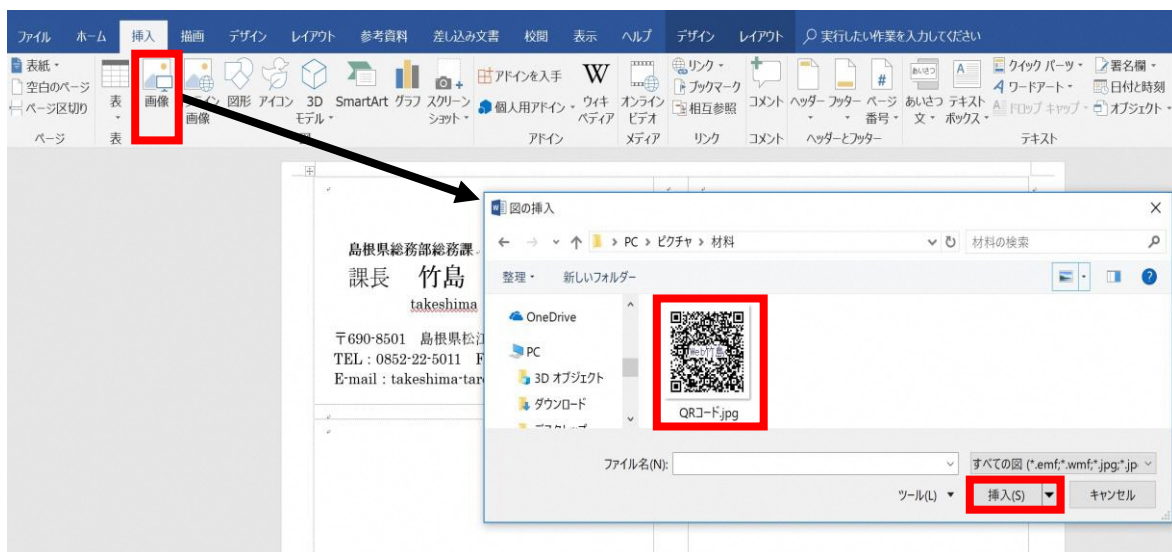 ファイル ホーム 挿入 描画 デザイン レイアウト 参考資料 差し込み文書 校閲 表示 ヘルプ デザイン レイアウト 実行したい作業を入力してください
表紙
空白のページ
ページ区切り
ページ
表
表
画像
画像
図形
アイコン
3D
モデル
SmartArt
グラフ
スクリーン
ショット
アドインを入手
個人用アドイン
W
ウィキ
ペディア
アドイン
オンライン
ビデオ
メディア
リンク
ブックマーク
相互参照
リンク
コメント
コメント
ヘッダー
フッター
#
ページ
番号
ヘッダーとフッター
あいさつ
あいさつ
文
A
テキスト
ボックス
クイック パーツ
ワードアート
ドロップ キャップ
署名欄
日付と時刻
オブジェクト
テキスト
島根県総務部総務課
課長 竹島
takeshima
〒690-8501 島根県松江
TEL : 0852-22-5011 F
E-mail : takeshima-taro
図の挿入
PC › ピクチャ › 材料
材料の検索
整理
新しいフォルダー
OneDrive
PC
3D オブジェクト
ダウンロード
Web竹島
QRコード.jpg
ファイル名(N):
すべての図 (*.emf;*.wmf;*.jpg;*.jp
ツール(L)
挿入(S)
キャンセル